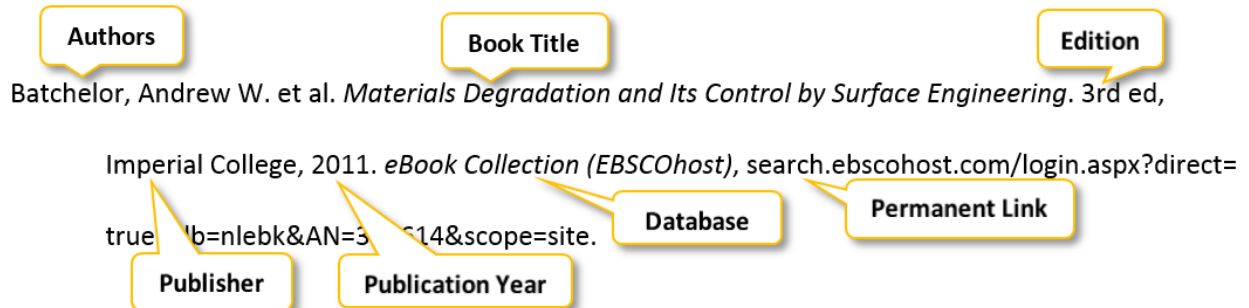 Authors
Book Title
Edition
Batchelor, Andrew W. et al. Materials Degradation and Its Control by Surface Engineering. 3rd ed,
Imperial College, 2011. eBook Collection (EBSCOhost), search.ebscohost.com/login.aspx?direct=
Database
Permanent Link
true lb=nlebk&AN=3 614&scope=site.
Publisher
Publication Year